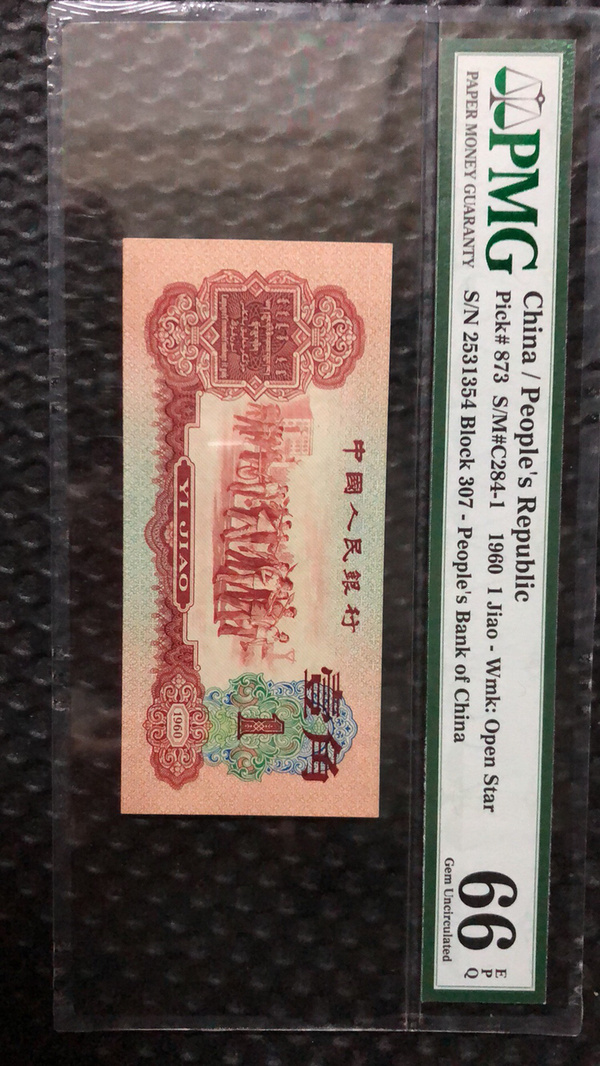 PMG
PAPER MONEY GUARANTY
China / People's Republic
Pick# 873 S/M#C284-1 1960 1 Jiao - Wmk: Open Star
S/N 2531354 Block 307 - People's Bank of China
66
EPQ
Gem Uncirculated
中國人民銀行
壹角
1
YI JIAO
1960